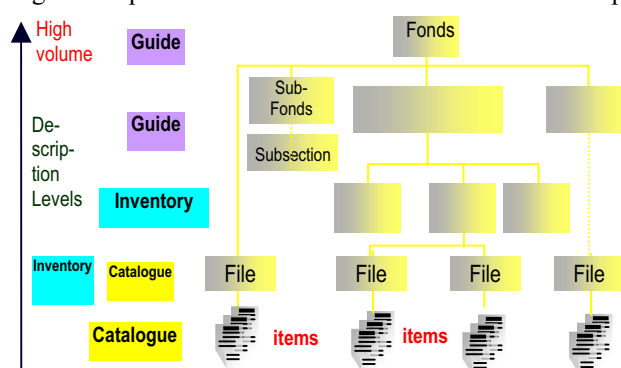 High
volume
Guide
Fonds
Sub-
Fonds
De-
scrip-
tion
Levels
Guide
Subsection
Inventory
Inventory
Catalogue
File
File
File
File
Catalogue
items
items